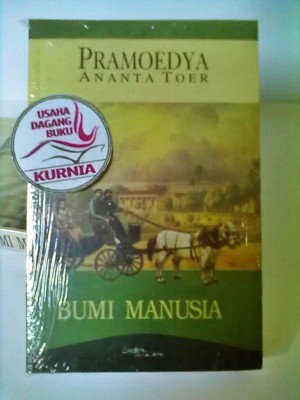 PRAMOEDYA
ANANTA TOER
USAHA
DAGANG
BUKU
KURNIA
BUMI MANUSIA